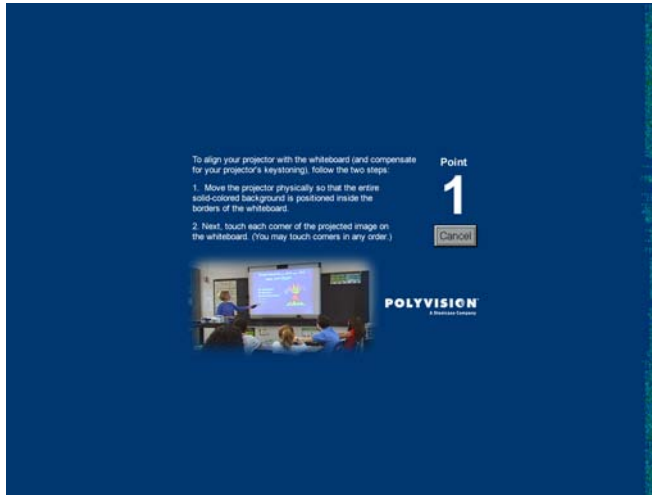 To align your projector with the whiteboard (and compensate
for your projector's keystoning), follow the two steps:
1. Move the projector physically so that the entire
solid-colored background is positioned inside the
borders of the whiteboard.
2. Next, touch each corner of the projected image on
the whiteboard. (You may touch corners in any order.)
Point
1
Cancel
POLYVISION
A Steelcase Company